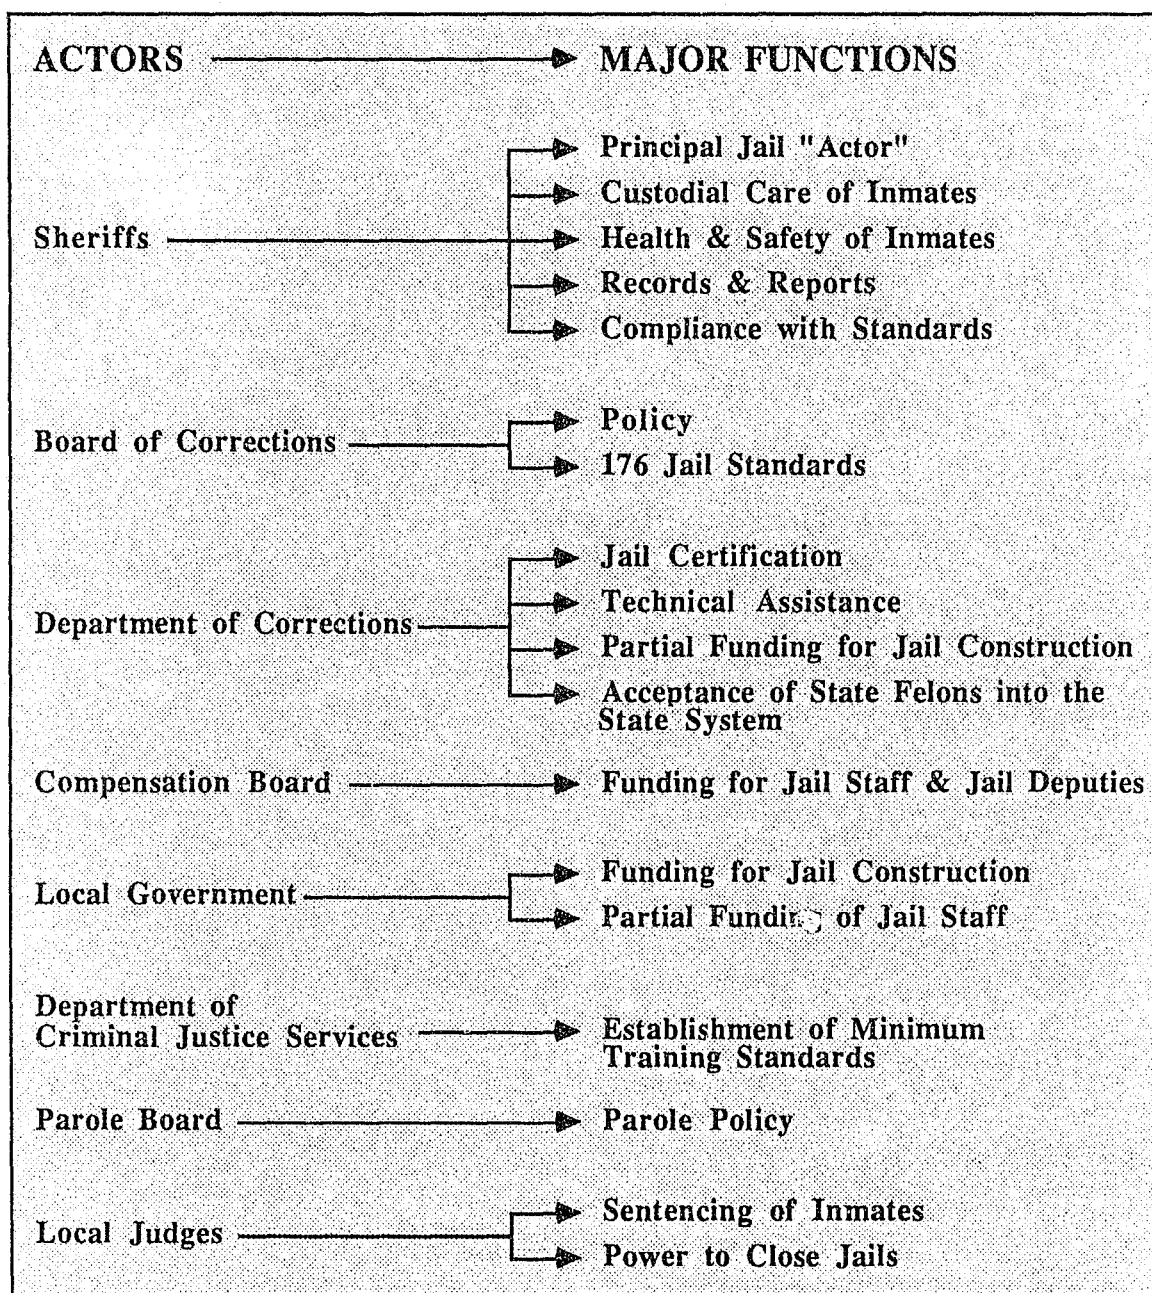 ACTORS MAJOR FUNCTIONS
Principal Jail "Actor"
Custodial Care of Inmates
Sheriffs Health & Safety of Inmates
Records & Reports
Compliance with Standards
Policy
Board of Corrections
176 Jail Standards
Jail Certification
Technical Assistance
Department of Corrections
Partial Funding for Jail Construction
Acceptance of State Felons into the
State System
Compensation Board Funding for Jail Staff & Jail Deputies
Funding for Jail Construction
Local Government
Partial Funding of Jail Staff
Department of
Criminal Justice Services Establishment of Minimum
Training Standards
Parole Board Parole Policy
Sentencing of Inmates
Local Judges
Power to Close Jails